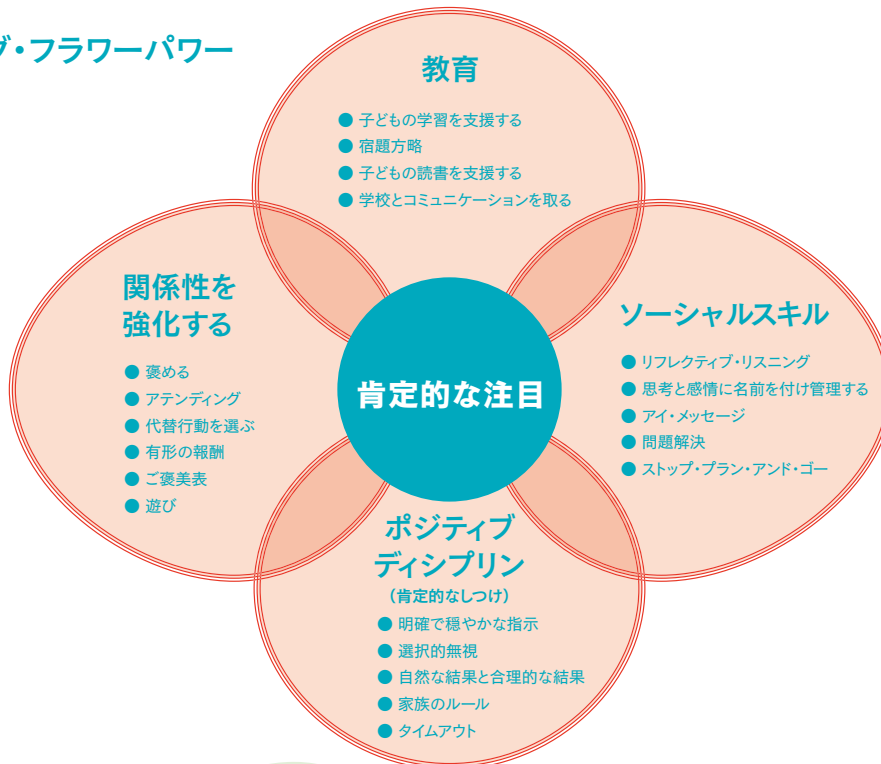 グ・フラワーパワー
教育
● 子どもの学習を支援する
● 宿題方略
● 子どもの読書を支援する
● 学校とコミュニケーションを取る
関係性を
強化する
● 褒める
● アテンディング
● 代替行動を選ぶ
● 有形の報酬
● ご褒美表
● 遊び
肯定的な注目
ソーシャルスキル
● リフレクティブ・リスニング
● 思考と感情に名前を付け管理する
● アイ・メッセージ
● 問題解決
● ストップ・プラン・アンド・ゴー
ポジティブ
ディシプリン
（肯定的なしつけ）
● 明確で穏やかな指示
● 選択的無視
● 自然な結果と合理的な結果
● 家族のルール
● タイムアウト